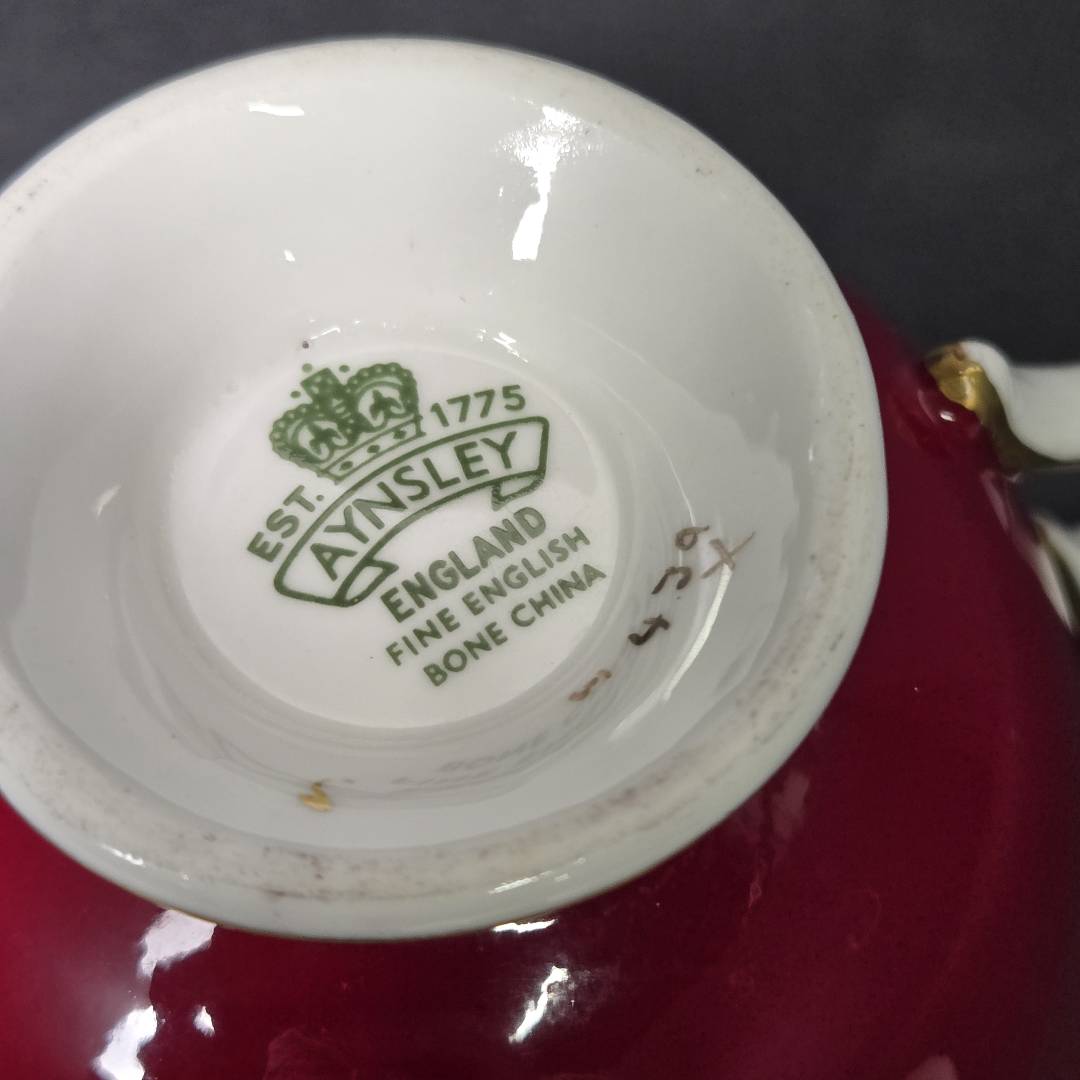 EST. 1775
AYNSLEY
ENGLAND
FINE ENGLISH
BONE CHINA